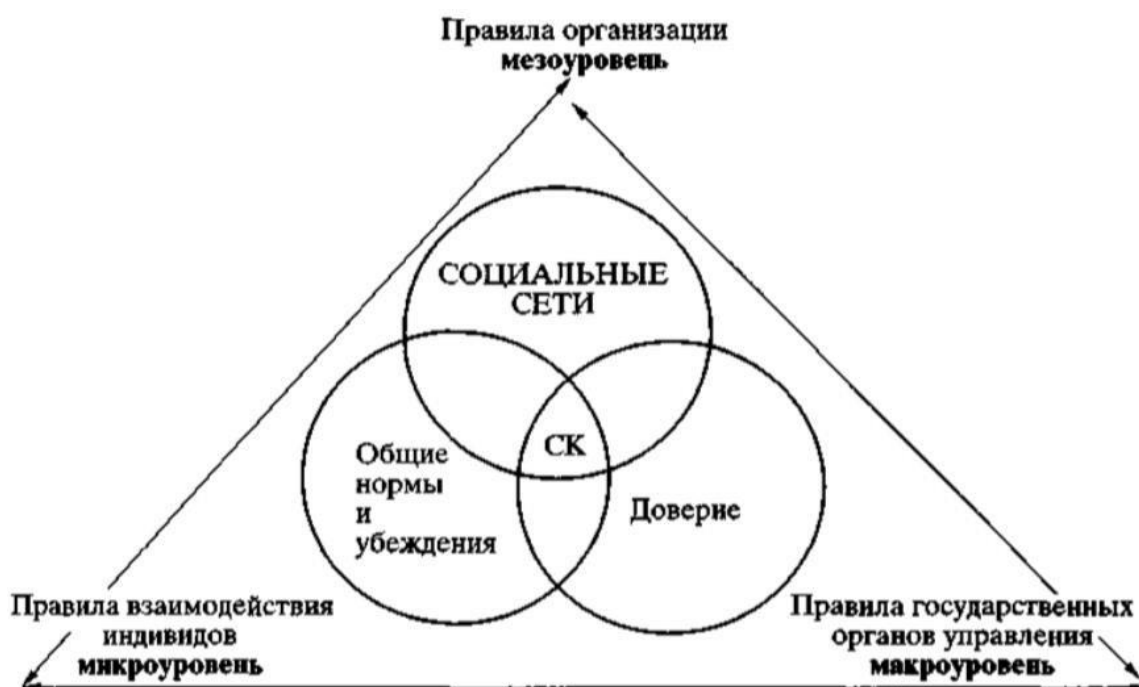 Правила организации
мезоуровень
СОЦИАЛЬНЫЕ
СЕТИ
СК
Общие
нормы
и
убеждения
Доверие
Правила взаимодействия
индивидов
микроуровень
Правила государственных
органов управления
макроуровень